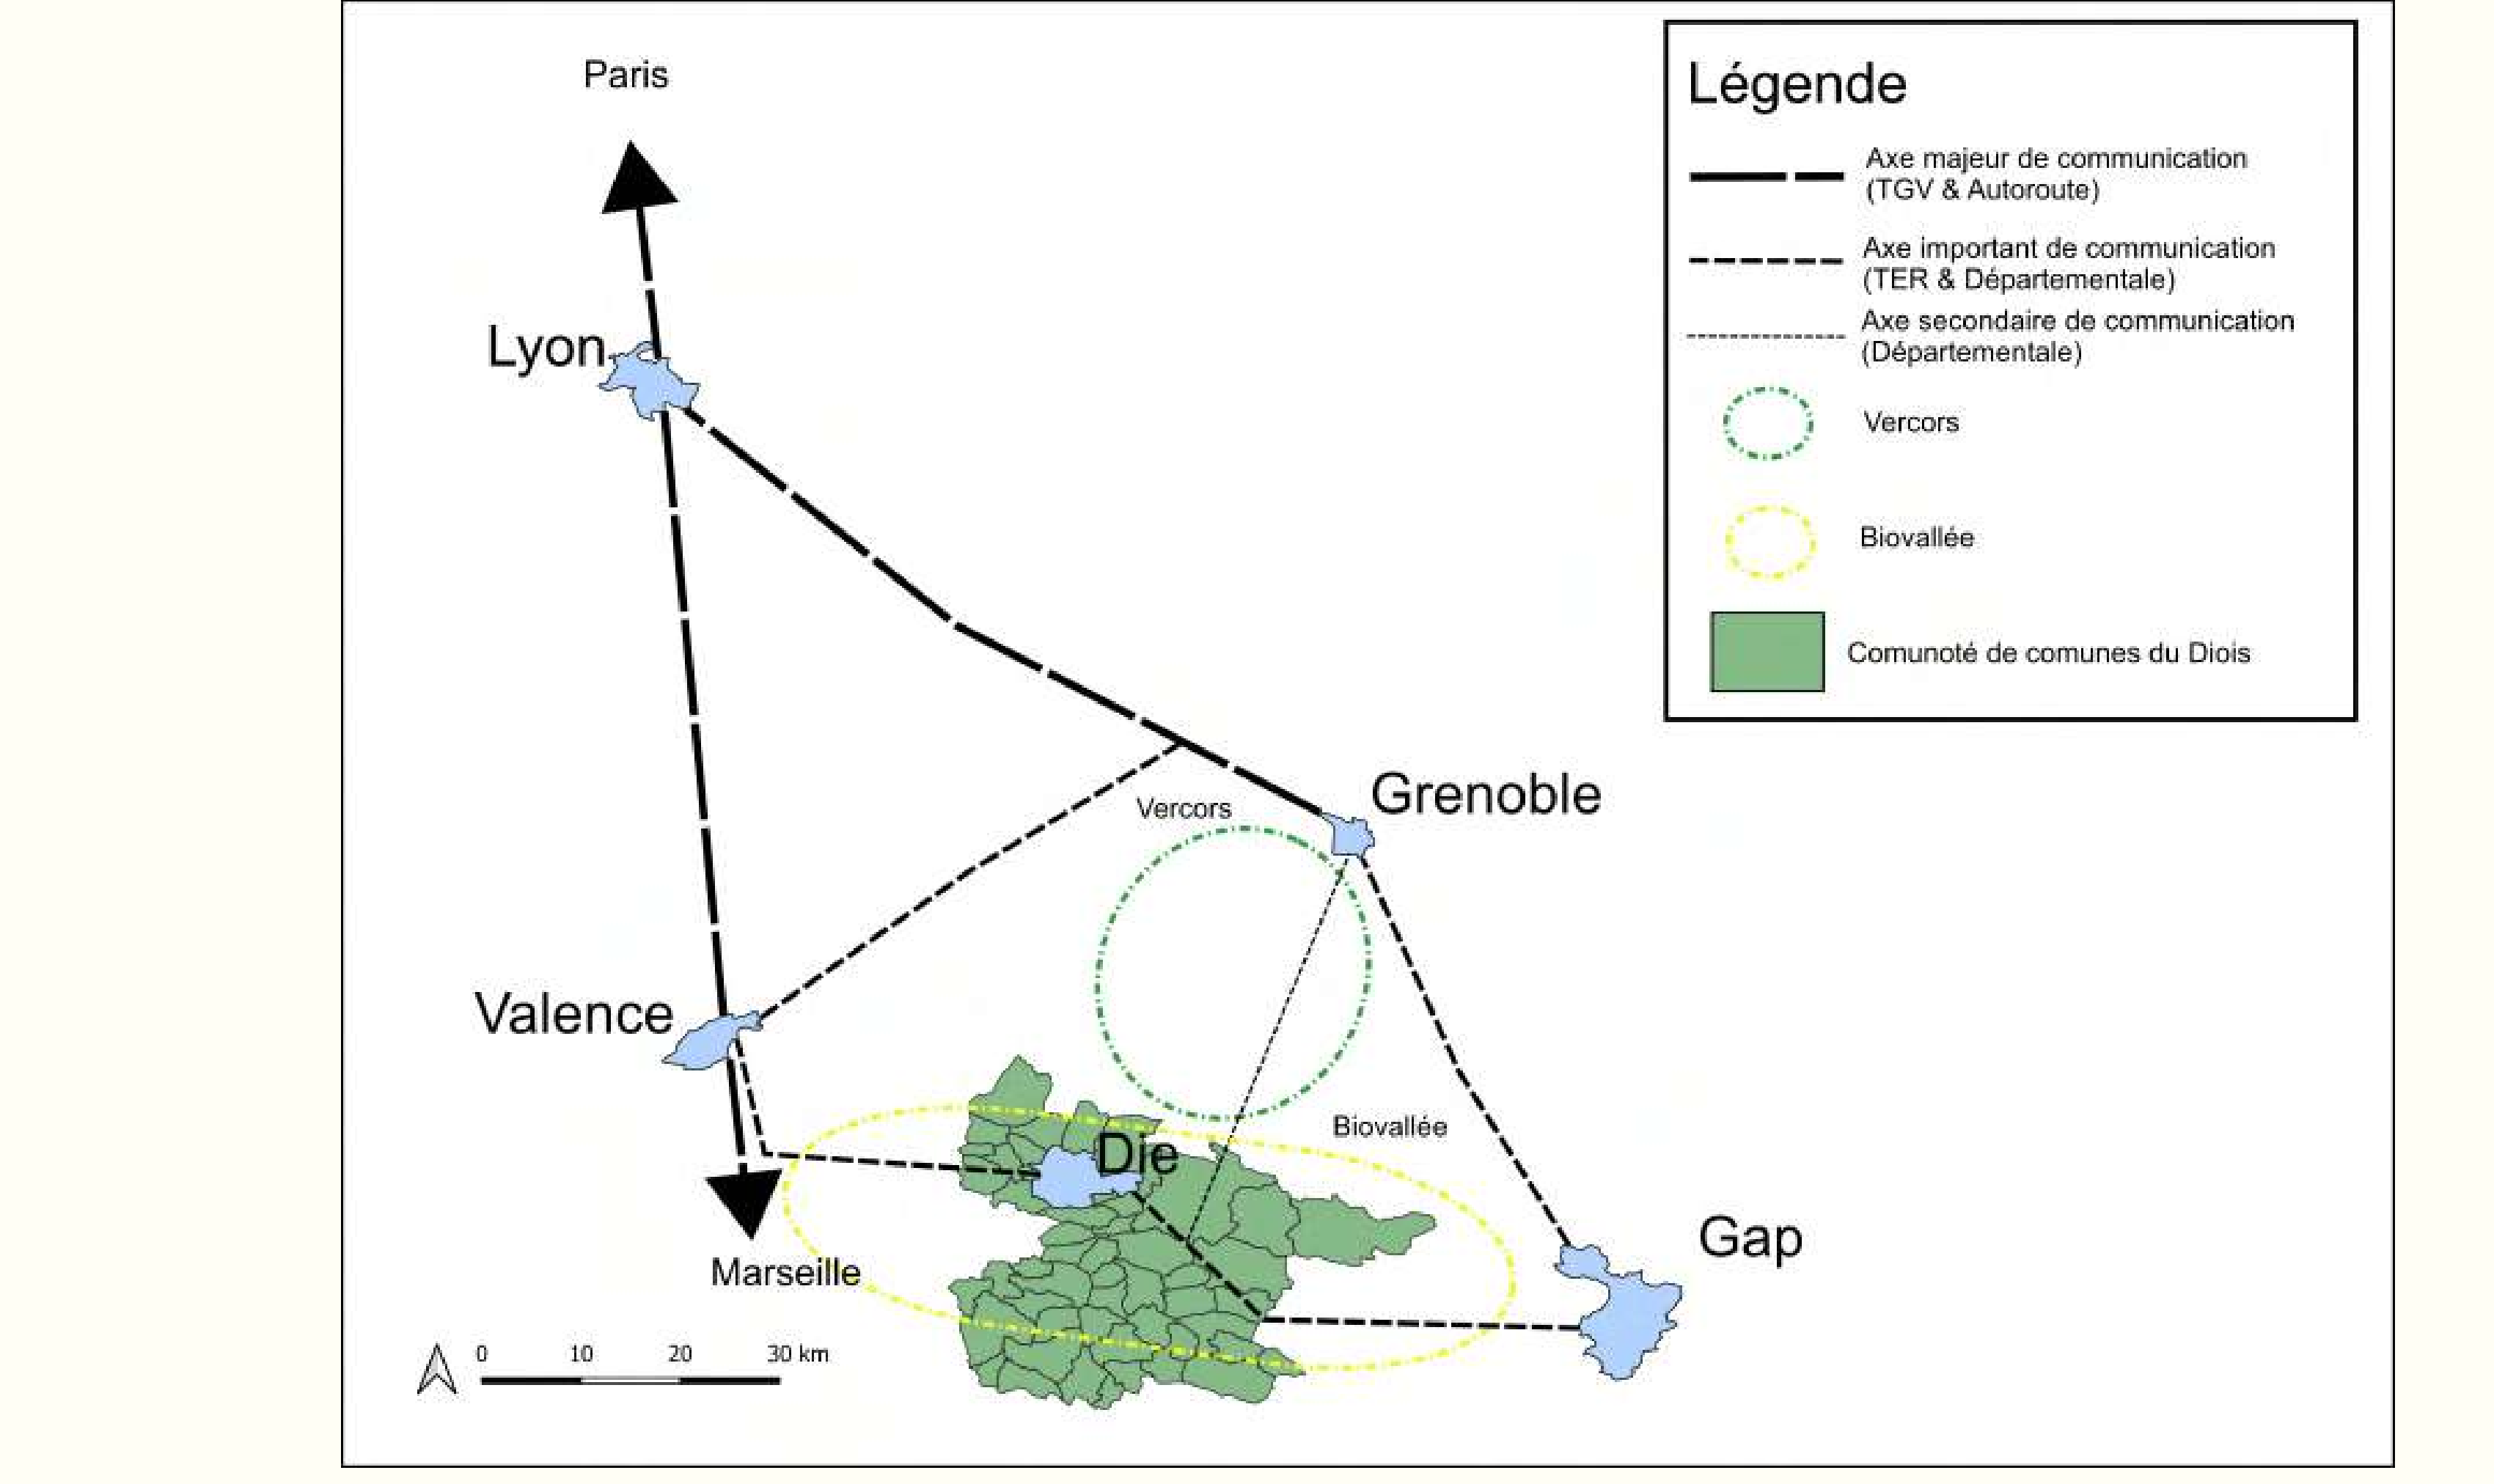 Paris
Légende
Axe majeur de communication
(TGV & Autoroute)
Axe important de communication
(TER & Départementale)
Axe secondaire de communication
(Départementale)
Vercors
Biovallée
Comunoté de comunes du Diois
Lyon
Grenoble
Vercors
Valence
Biovallée
Die
Gap
Marseille
0 10 20 30 km